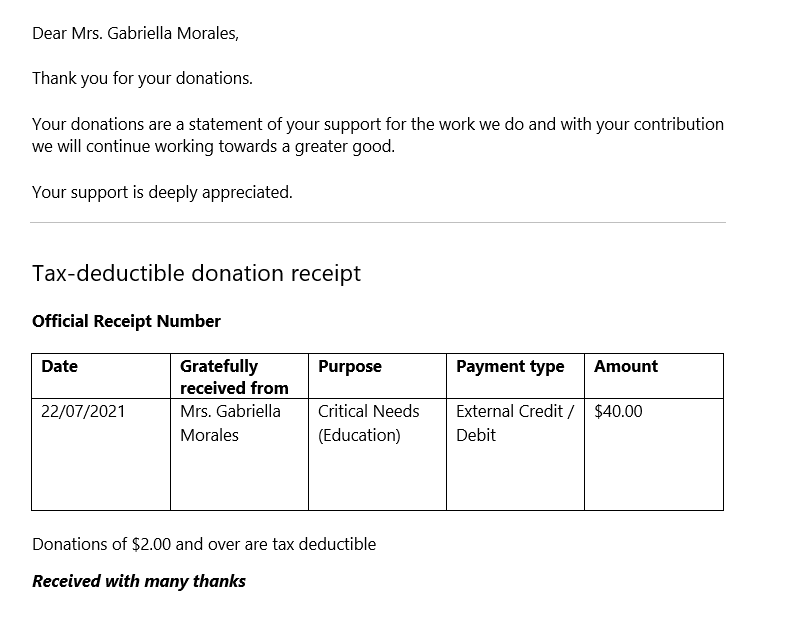 Dear Mrs. Gabriella Morales,
Thank you for your donations.
Your donations are a statement of your support for the work we do and with your contribution
we will continue working towards a greater good.
Your support is deeply appreciated.
Tax-deductible donation receipt
Official Receipt Number
Date Gratefully received from Purpose Payment type Amount
22/07/2021 Mrs. Gabriella Morales Critical Needs (Education) External Credit / Debit $40.00
Donations of $2.00 and over are tax deductible
Received with many thanks